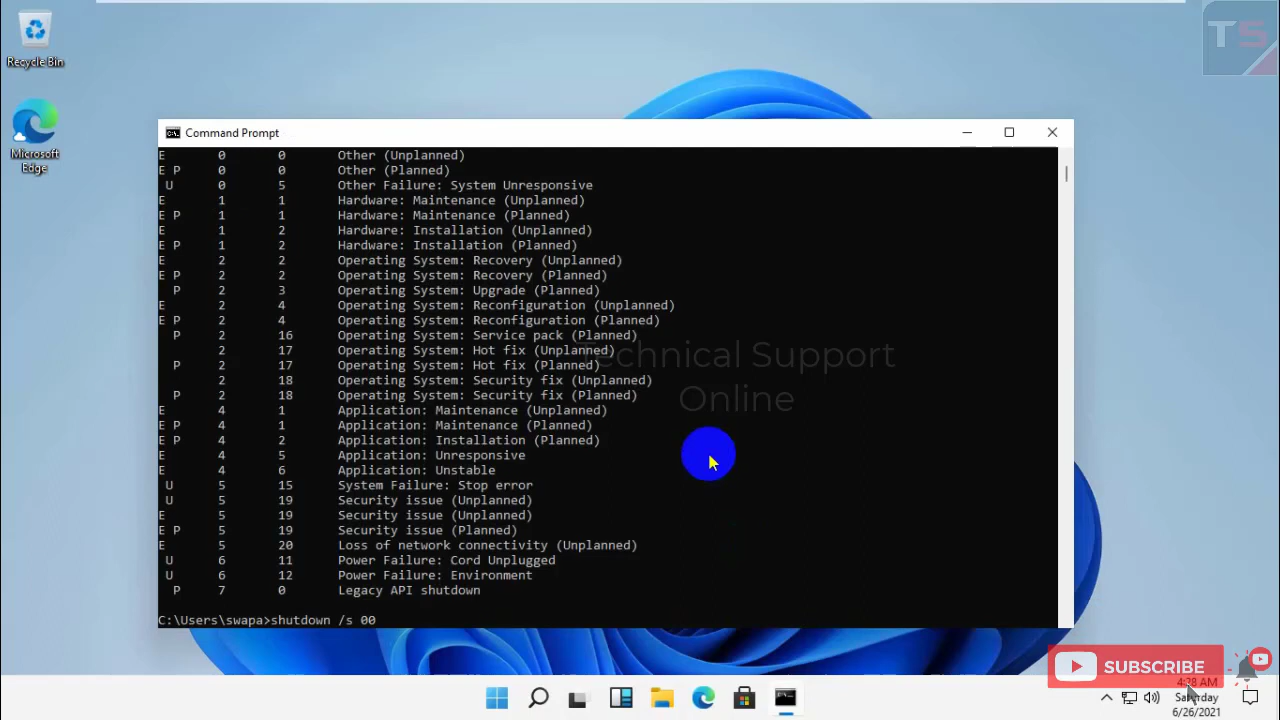 TS
Recycle Bin
Microsoft
Edge
Command Prompt
E 0 0 Other (Unplanned)
E P 0 0 Other (Planned)
U 0 5 Other Failure: System Unresponsive
E 1 1 Hardware: Maintenance (Unplanned)
E P 1 1 Hardware: Maintenance (Planned)
E 1 2 Hardware: Installation (Unplanned)
E P 1 2 Hardware: Installation (Planned)
E 2 2 Operating System: Recovery (Unplanned)
E P 2 2 Operating System: Recovery (Planned)
P 2 3 Operating System: Upgrade (Planned)
E 2 4 Operating System: Reconfiguration (Unplanned)
E P 2 4 Operating System: Reconfiguration (Planned)
P 2 16 Operating System: Service pack (Planned)
2 17 Operating System: Hot fix (Unplanned)
P 2 17 Operating System: Hot fix (Planned)
2 18 Operating System: Security fix (Unplanned)
P 2 18 Operating System: Security fix (Planned)
E 4 1 Application: Maintenance (Unplanned)
E P 4 1 Application: Maintenance (Planned)
E P 4 2 Application: Installation (Planned)
E 4 5 Application: Unresponsive
E 4 6 Application: Unstable
U 5 15 System Failure: Stop error
U 5 19 Security issue (Unplanned)
E 5 19 Security issue (Unplanned)
E P 5 19 Security issue (Planned)
E 5 20 Loss of network connectivity (Unplanned)
U 6 11 Power Failure: Cord Unplugged
U 6 12 Power Failure: Environment
P 7 0 Legacy API shutdown
C:\Users\swapa>shutdown /s 00
Technical Support
Online
SUBSCRIBE
4:28 AM
Saturday
6/26/2021